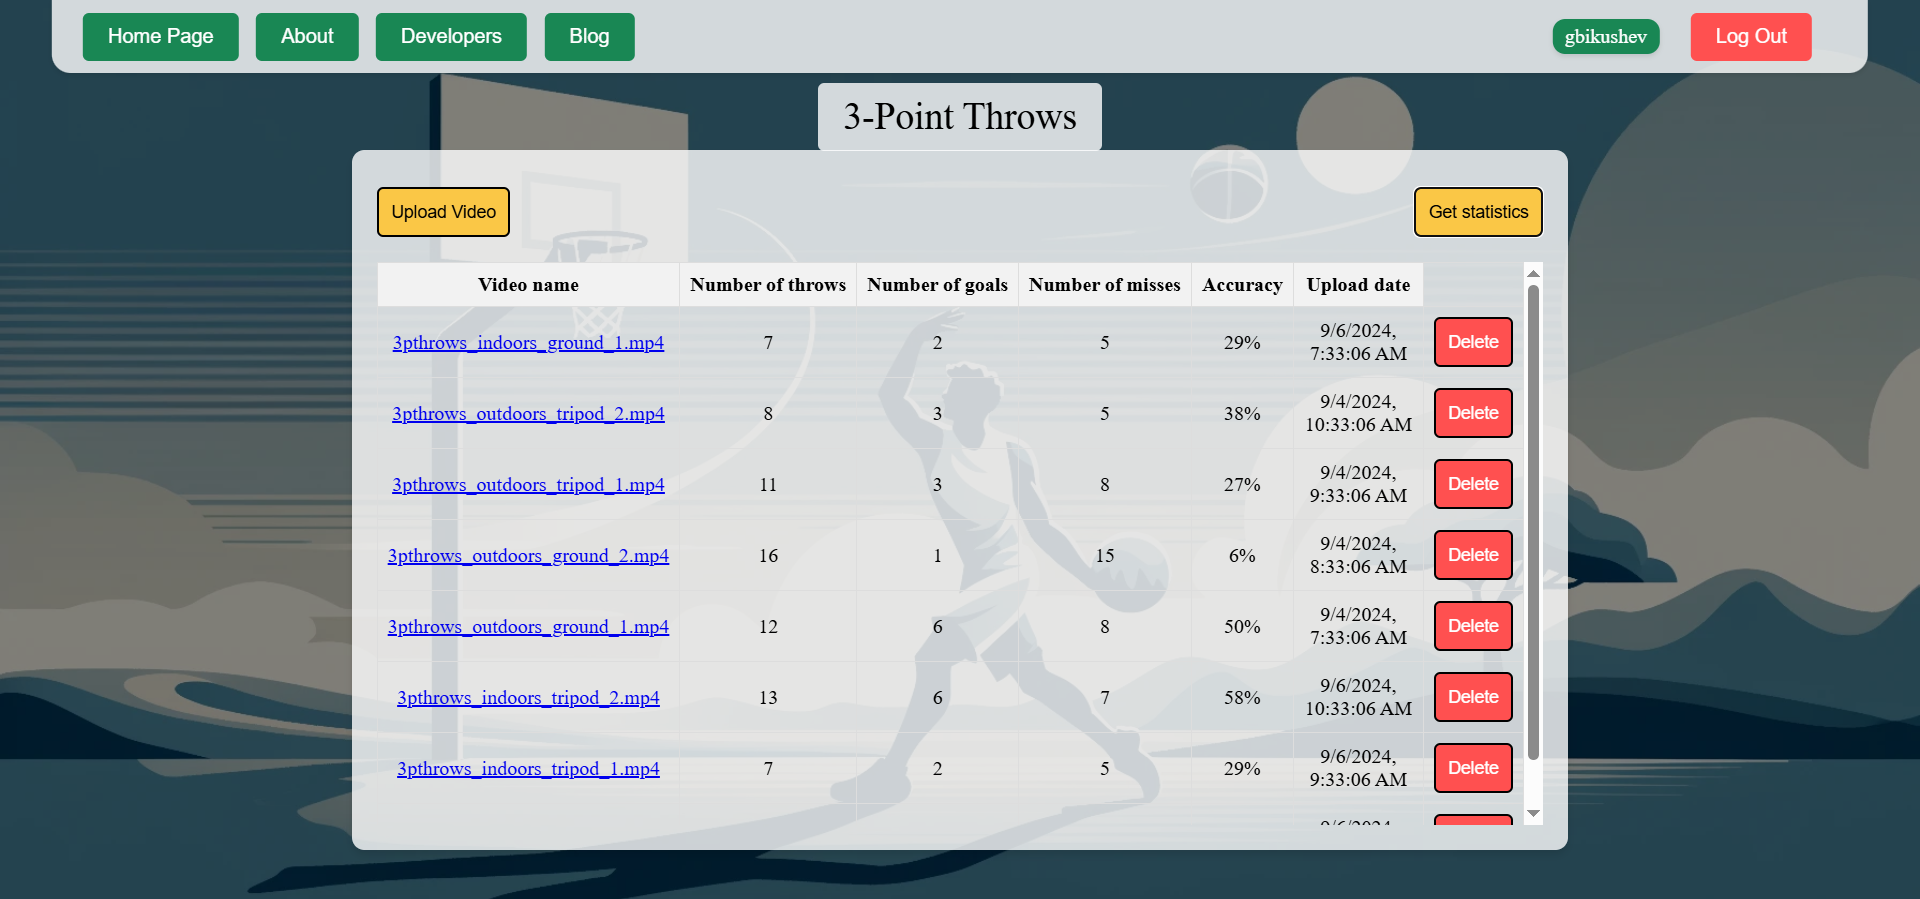 Home Page About Developers Blog gbikushev Log Out
3-Point Throws
Upload Video Get statistics
Video name Number of throws Number of goals Number of misses Accuracy Upload date
3pthrows_indoors_ground_1.mp4 7 2 5 29% 9/6/2024, 7:33:06 AM Delete
3pthrows_outdoors_tripod_2.mp4 8 3 5 38% 9/4/2024, 10:33:06 AM Delete
3pthrows_outdoors_tripod_1.mp4 11 3 8 27% 9/4/2024, 9:33:06 AM Delete
3pthrows_outdoors_ground_2.mp4 16 1 15 6% 9/4/2024, 8:33:06 AM Delete
3pthrows_outdoors_ground_1.mp4 12 6 8 50% 9/4/2024, 7:33:06 AM Delete
3pthrows_indoors_tripod_2.mp4 13 6 7 58% 9/6/2024, 10:33:06 AM Delete
3pthrows_indoors_tripod_1.mp4 7 2 5 29% 9/6/2024, 9:33:06 AM Delete